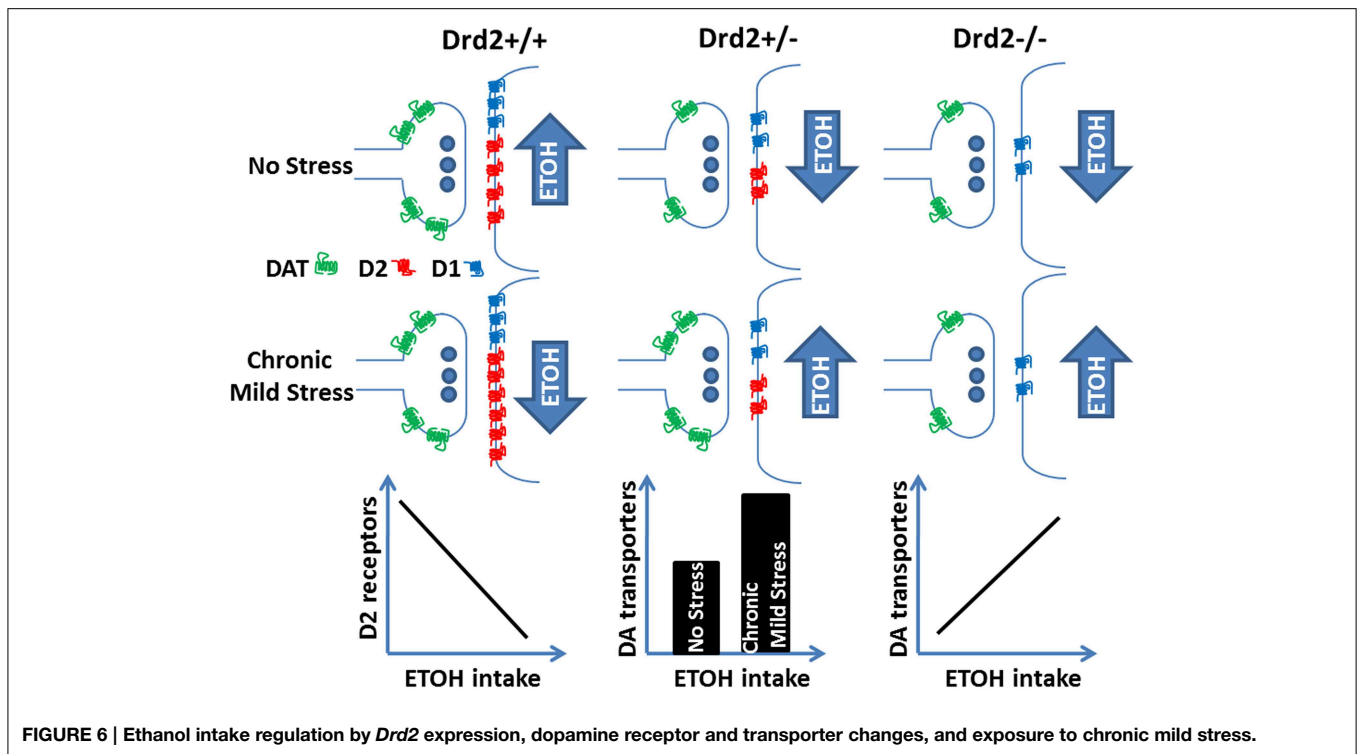 Drd2+/+ Drd2+/- Drd2-/-
No Stress
ETOH
ETOH
ETOH
DAT D2 D1
Chronic
Mild Stress
ETOH
ETOH
ETOH
D2 receptors
ETOH intake
DA transporters
No Stress
Chronic
Mild Stress
ETOH intake
DA transporters
ETOH intake
FIGURE 6 | Ethanol intake regulation by Drd2 expression, dopamine receptor and transporter changes, and exposure to chronic mild stress.